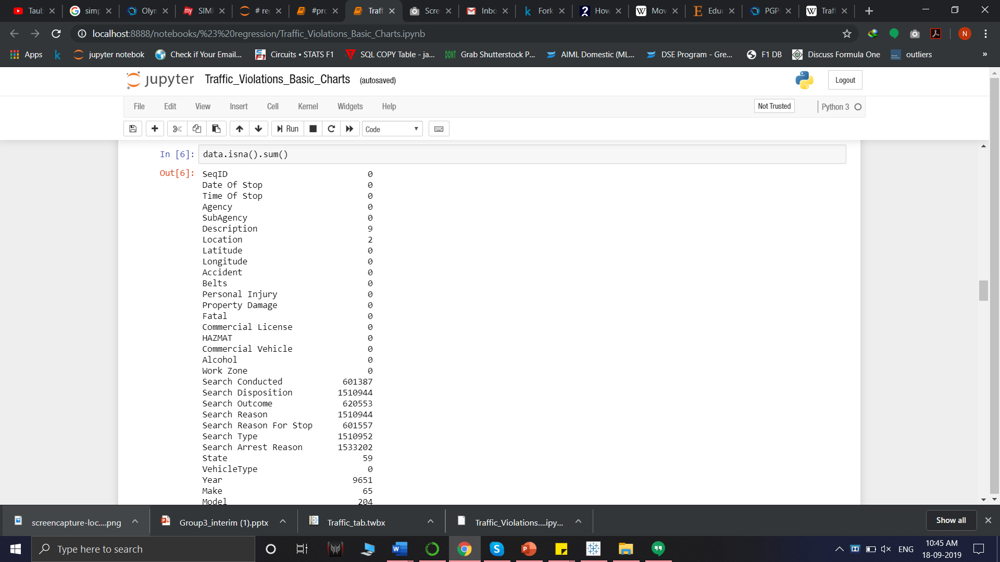 Taub
simp
Olyn
SIMI
# re
#pro
Traff
Scre
Inbo
Fork
How
Mov
Educ
PGP
Traff
localhost:8888/notebooks/%23%20regression/Traffic_Violations_Basic_Charts.ipynb
Apps
jupyter notebok
Check if Your Email...
Circuits • STATS F1
SQL COPY Table - ja...
Grab Shutterstock P...
AIML Domestic (ML...
DSE Program - Gre...
F1 DB
Discuss Formula One
outliers
»
jupyter Traffic_Violations_Basic_Charts (autosaved)
Logout
File Edit View Insert Cell Kernel Widgets Help
Not Trusted
Python 3
Run
Code
In [6]: data.isna().sum()
Out[6]: SeqID 0
Date Of Stop 0
Time Of Stop 0
Agency 0
SubAgency 0
Description 9
Location 2
Latitude 0
Longitude 0
Accident 0
Belts 0
Personal Injury 0
Property Damage 0
Fatal 0
Commercial License 0
HAZMAT 0
Commercial Vehicle 0
Alcohol 0
Work Zone 0
Search Conducted 601387
Search Disposition 1510944
Search Outcome 620553
Search Reason 1510944
Search Reason For Stop 601557
Search Type 1510952
Search Arrest Reason 1533202
State 59
VehicleType 0
Year 9651
Make 65
Model 204
screencapture-loc....png
Group3_interim (1).pptx
Traffic_tab.twbx
Traffic_Violations....ipy...
Show all
Type here to search
ENG
10:45 AM
18-09-2019